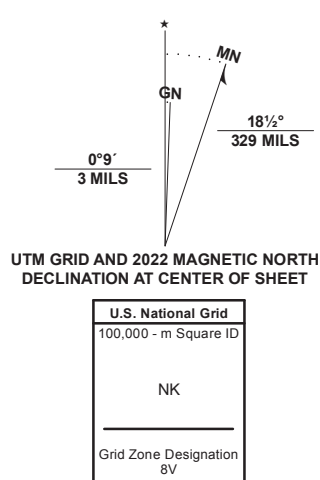 ★
MN
GN
18½°
329 MILS
0°9´
3 MILS
UTM GRID AND 2022 MAGNETIC NORTH
DECLINATION AT CENTER OF SHEET
U.S. National Grid
100,000 - m Square ID
NK
Grid Zone Designation
8V